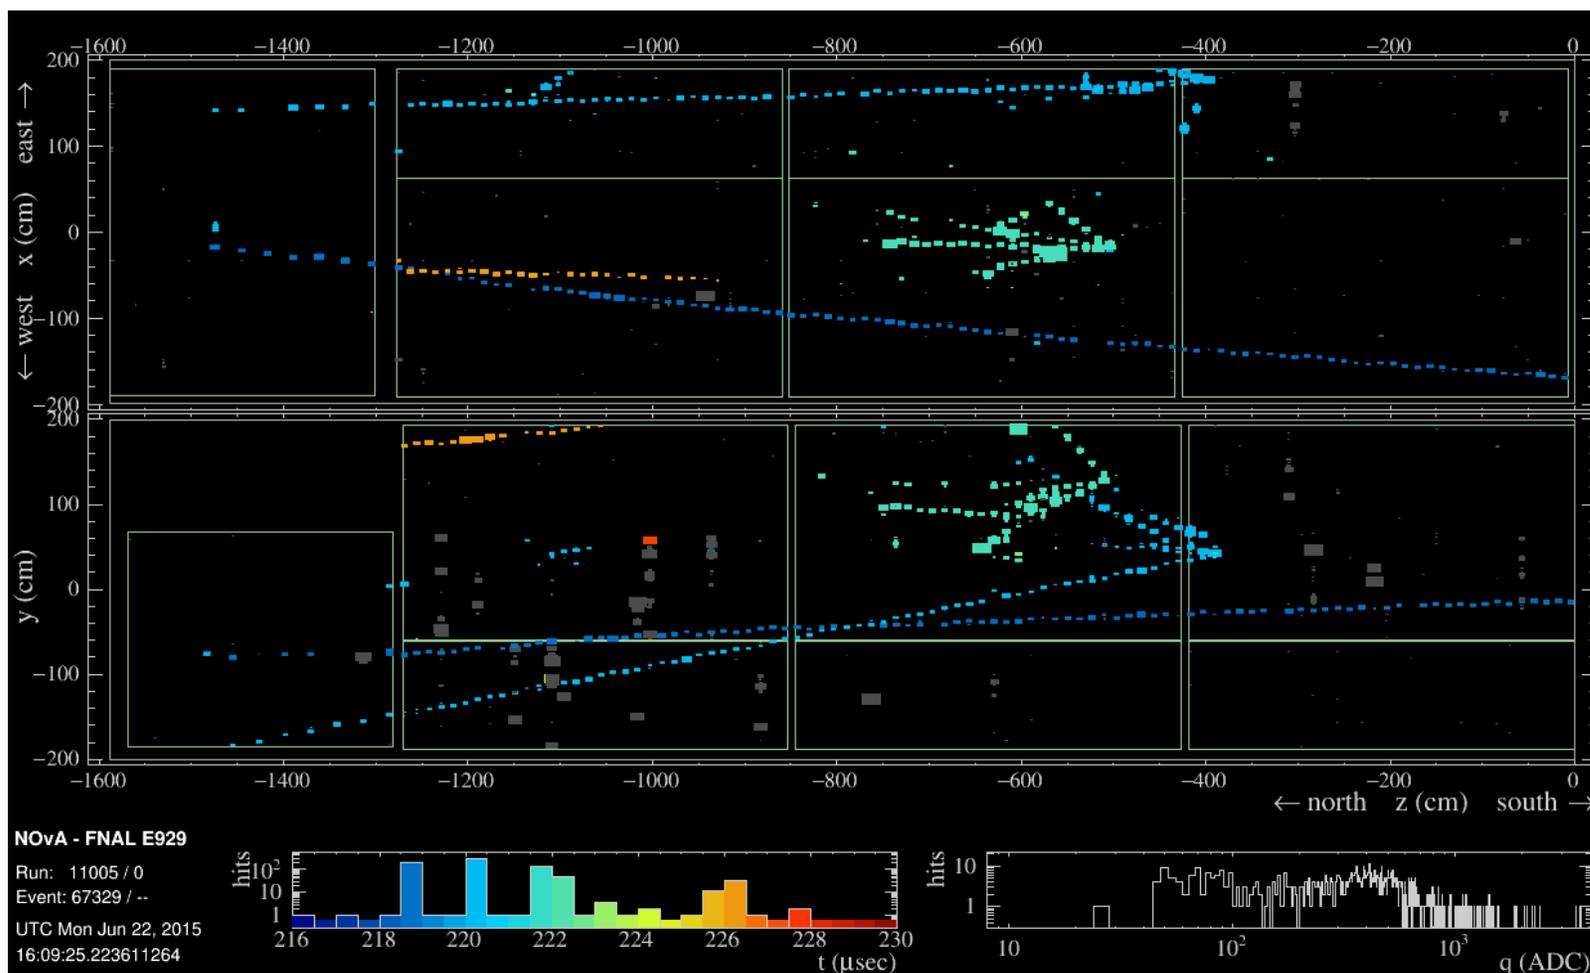 −1600 −1400 −1200 −1000 −800 −600 −400 −200 0
200
100
0
−100
−200
← west x (cm) east →
200
100
0
−100
−200
y (cm)
−1600 −1400 −1200 −1000 −800 −600 −400 −200 0
← north z (cm) south →
NOvA - FNAL E929
Run: 11005 / 0
Event: 67329 / --
UTC Mon Jun 22, 2015
16:09:25.223611264
hits
10²
10
1
216 218 220 222 224 226 228 230
t (μsec)
hits
10
1
10 10² 10³
q (ADC)